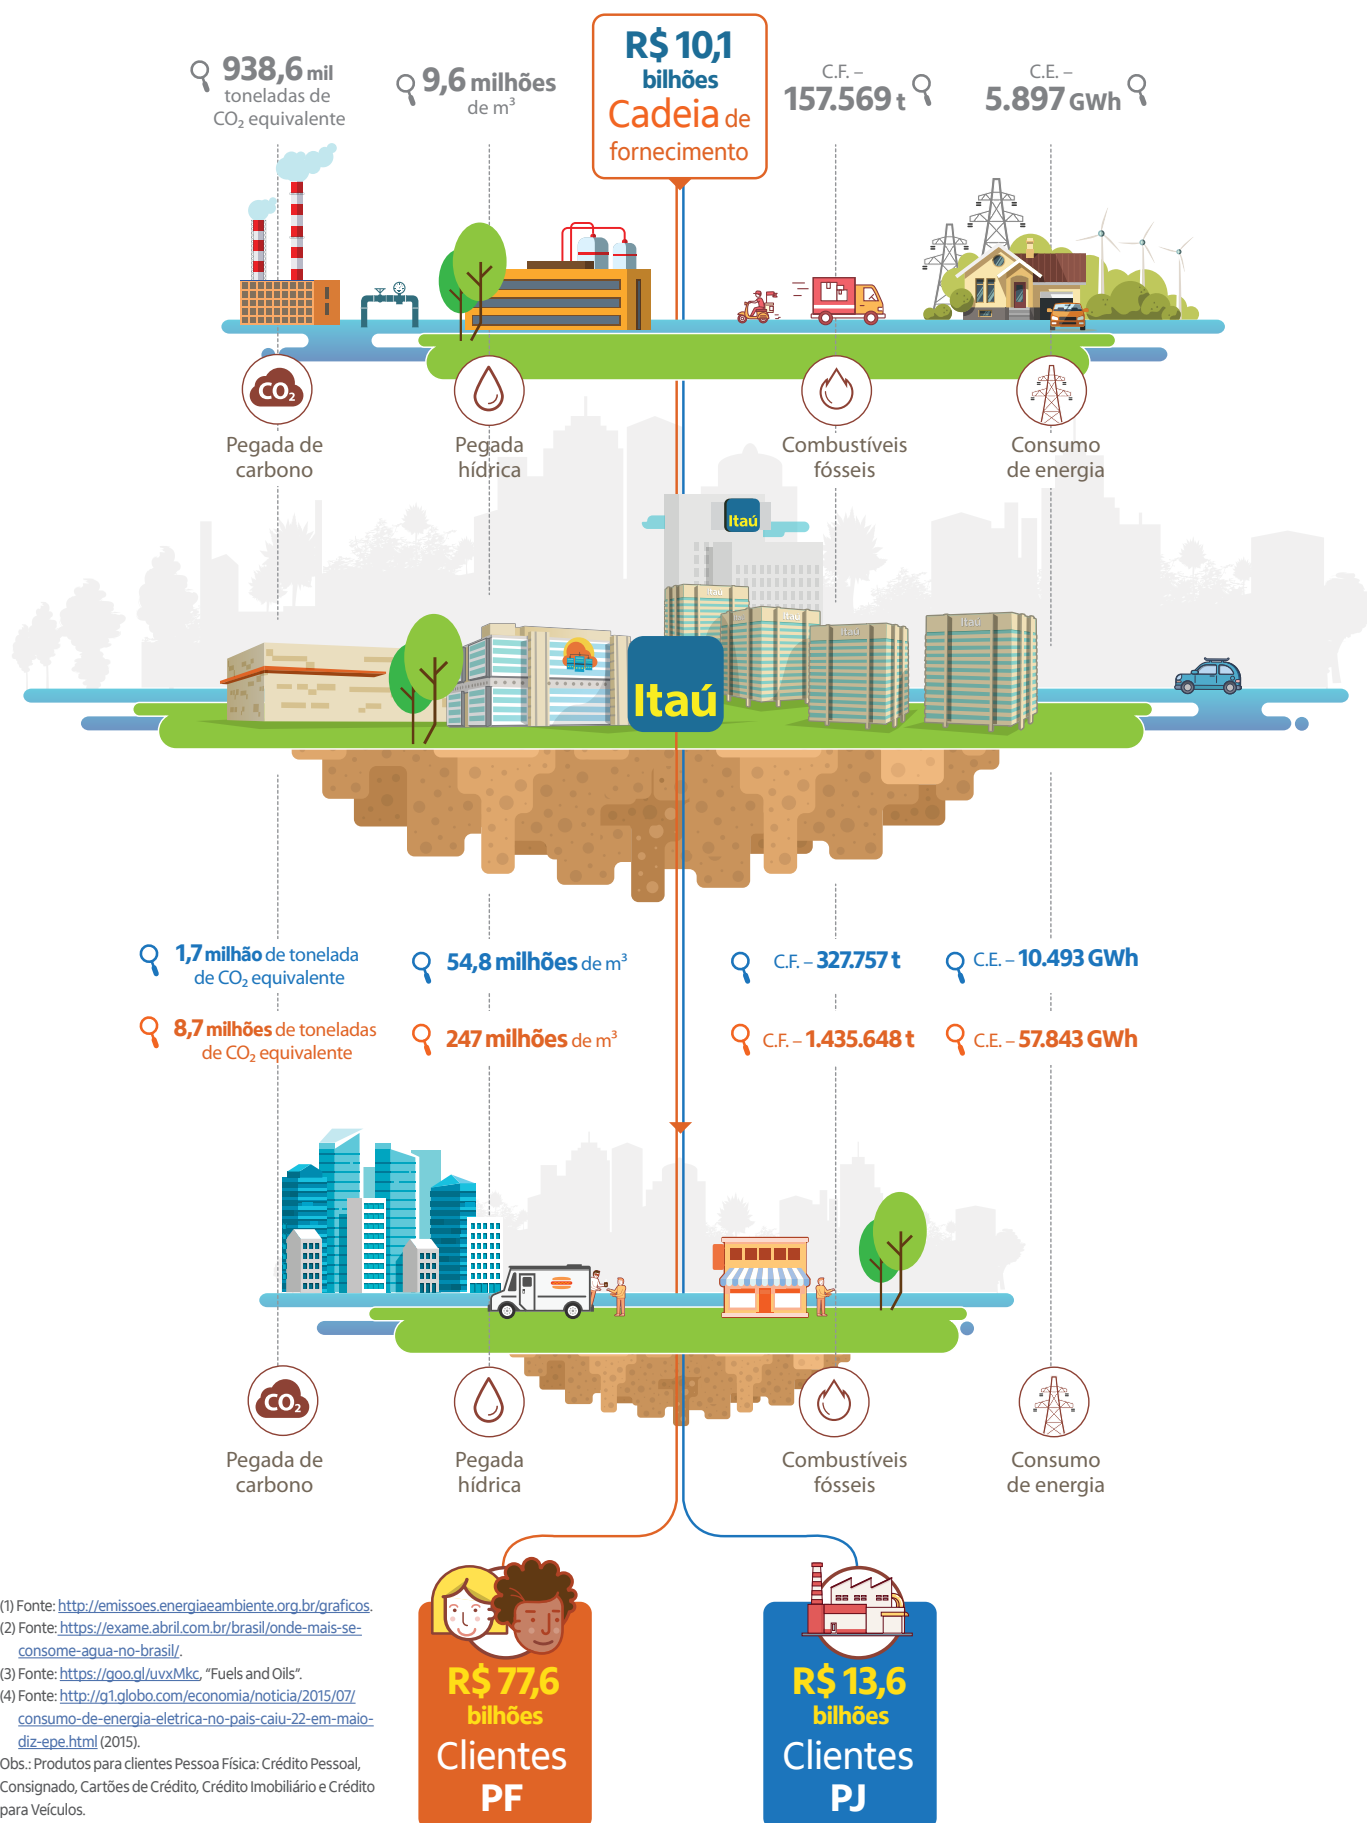 938,6 mil
toneladas de
CO₂ equivalente
9,6 milhões
de m³
R$ 10,1
bilhões
Cadeia de
fornecimento
C.F. –
157.569 t
C.E. –
5.897 GWh
CO₂
Pegada de
carbono
Pegada
hídrica
Combustíveis
fósseis
Consumo
de energia
Itaú
Itaú
Itaú
Itaú
Itaú
Itaú
Itaú
1,7 milhão de tonelada
de CO₂ equivalente
54,8 milhões de m³
C.F. – 327.757 t
C.E. – 10.493 GWh
8,7 milhões de toneladas
de CO₂ equivalente
247 milhões de m³
C.F. – 1.435.648 t
C.E. – 57.843 GWh
CO₂
Pegada de
carbono
Pegada
hídrica
Combustíveis
fósseis
Consumo
de energia
(1) Fonte: http://emissoes.energiaeambiente.org.br/graficos.
(2) Fonte: https://exame.abril.com.br/brasil/onde-mais-se-
consome-agua-no-brasil/.
(3) Fonte: https://goo.gl/uvxMkc, “Fuels and Oils”.
(4) Fonte: http://g1.globo.com/economia/noticia/2015/07/
consumo-de-energia-eletrica-no-pais-caiu-22-em-maio-
diz-epe.html (2015).
Obs.: Produtos para clientes Pessoa Física: Crédito Pessoal,
Consignado, Cartões de Crédito, Crédito Imobiliário e Crédito
para Veículos.
R$ 77,6
bilhões
Clientes
PF
R$ 13,6
bilhões
Clientes
PJ